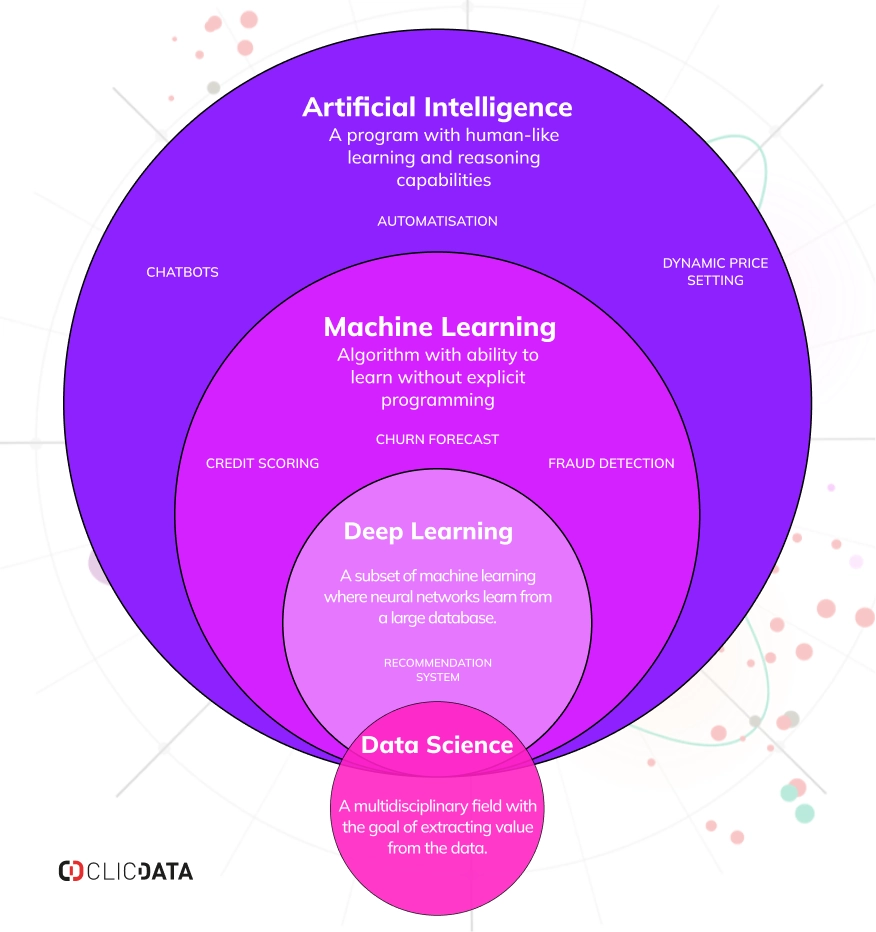 Artificial Intelligence
A program with human-like
learning and reasoning
capabilities
AUTOMATISATION
CHATBOTS
DYNAMIC PRICE
SETTING
Machine Learning
Algorithm with ability to
learn without explicit
programming
CHURN FORECAST
CREDIT SCORING
FRAUD DETECTION
Deep Learning
A subset of machine learning
where neural networks learn from
a large database.
RECOMMENDATION
SYSTEM
Data Science
A multidisciplinary field with
the goal of extracting value
from the data.
CLICDATA